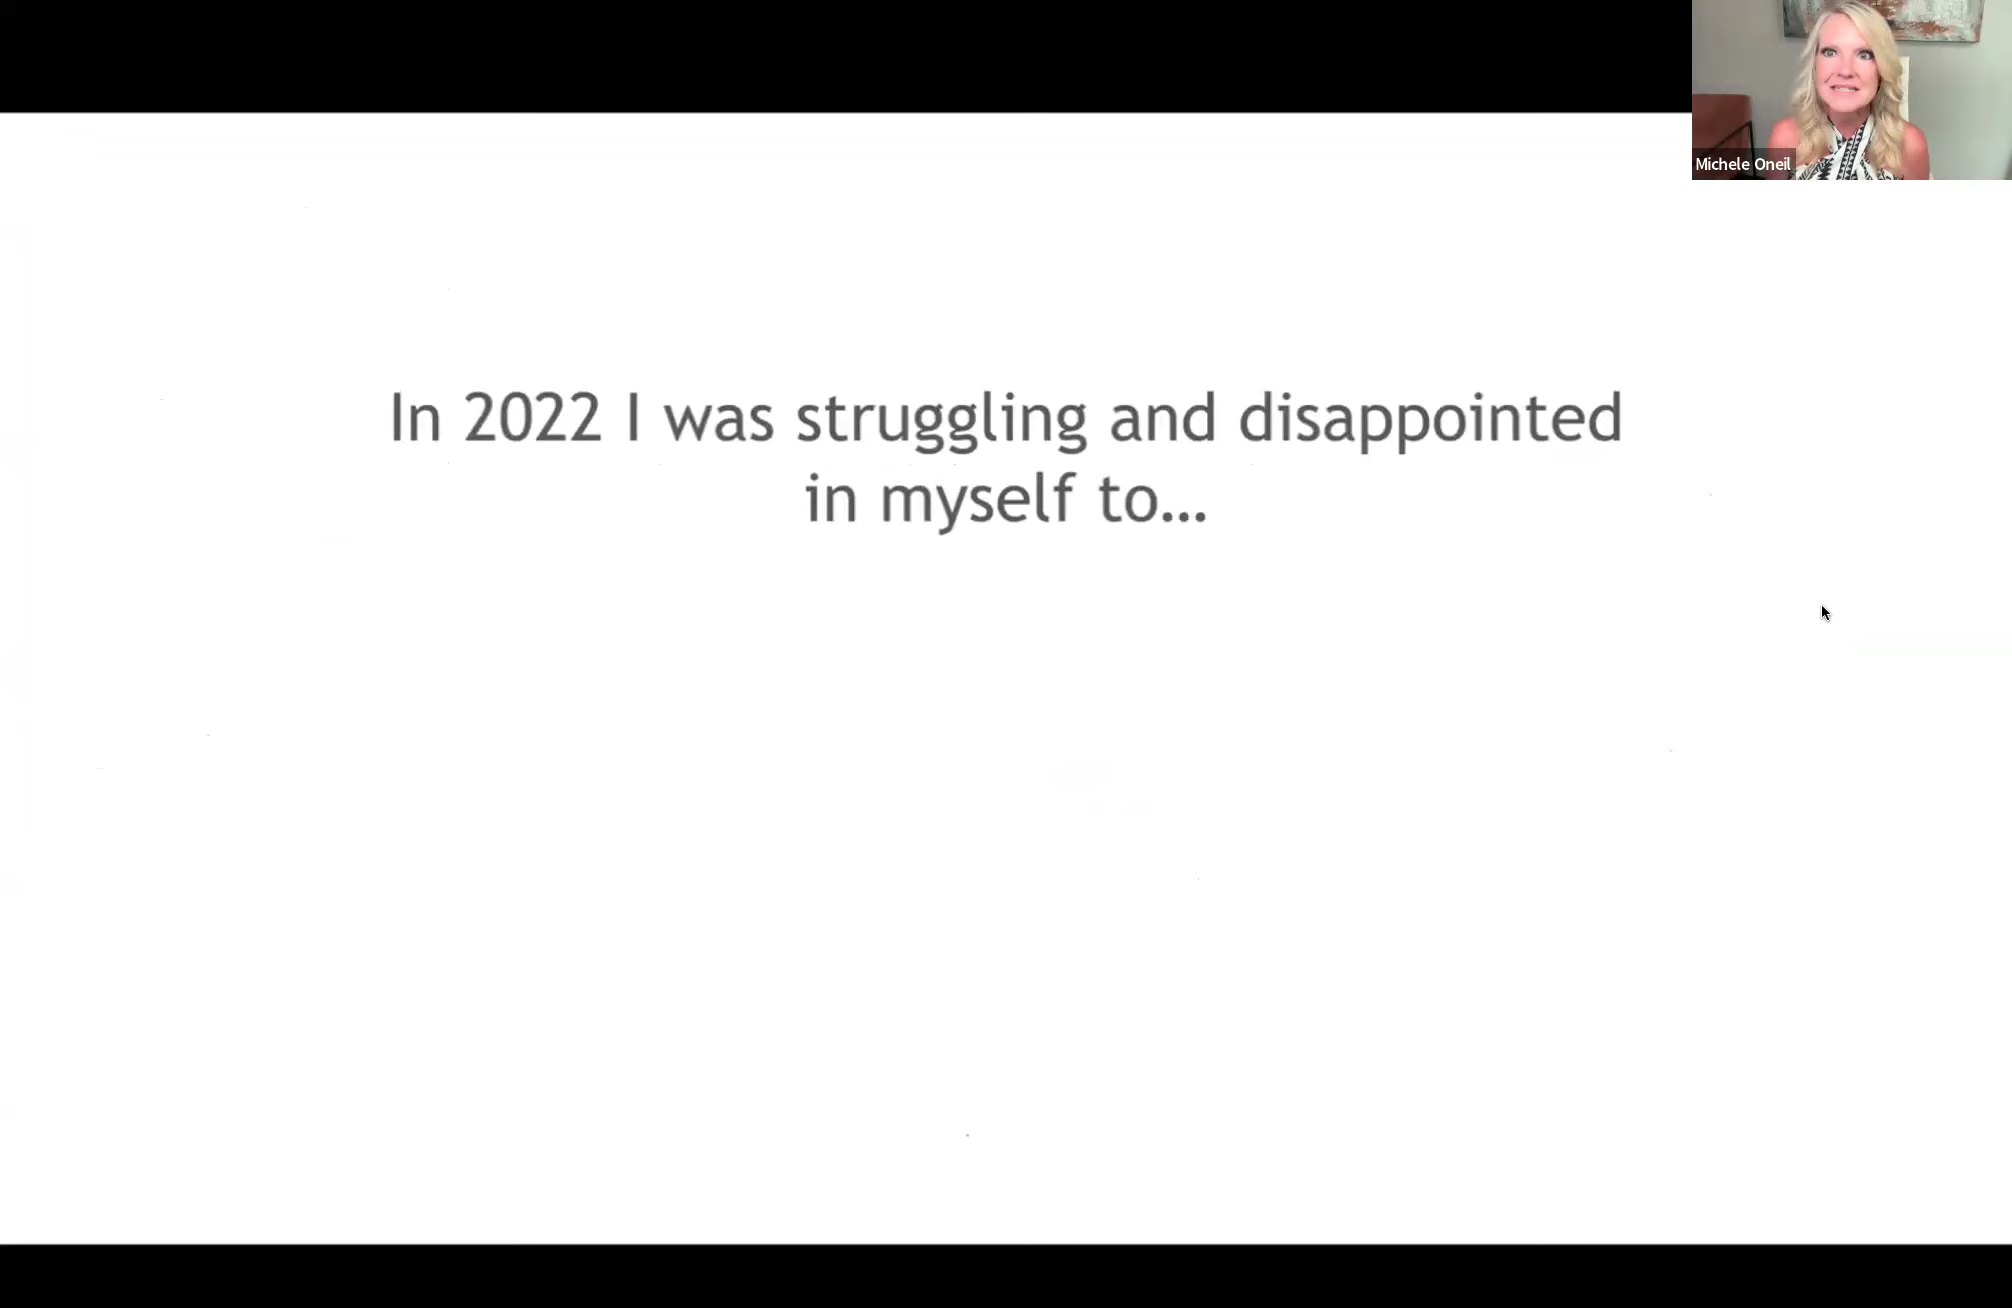 Michele Oneil
In 2022 I was struggling and disappointed
in myself to...